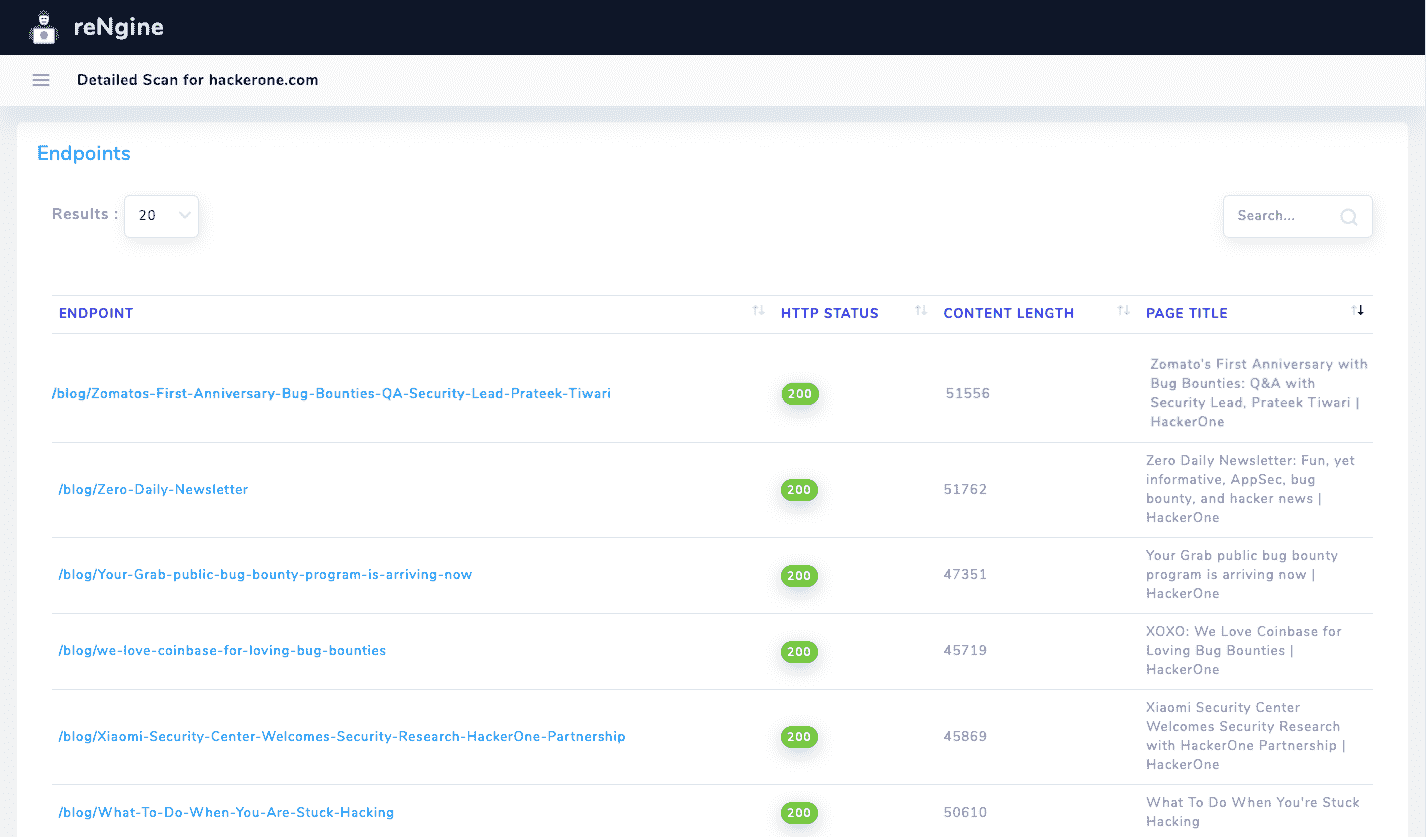 reNgine
Detailed Scan for hackerone.com
Endpoints
Results : 20 Search...
ENDPOINT HTTP STATUS CONTENT LENGTH PAGE TITLE
/blog/Zomatos-First-Anniversary-Bug-Bounties-QA-Security-Lead-Prateek-Tiwari 200 51556 Zomato's First Anniversary with
Bug Bounties: Q&A with
Security Lead, Prateek Tiwari |
HackerOne
/blog/Zero-Daily-Newsletter 200 51762 Zero Daily Newsletter: Fun, yet
informative, AppSec, bug
bounty, and hacker news |
HackerOne
/blog/Your-Grab-public-bug-bounty-program-is-arriving-now 200 47351 Your Grab public bug bounty
program is arriving now |
HackerOne
/blog/we-love-coinbase-for-loving-bug-bounties 200 45719 XOXO: We Love Coinbase for
Loving Bug Bounties |
HackerOne
/blog/Xiaomi-Security-Center-Welcomes-Security-Research-HackerOne-Partnership 200 45869 Xiaomi Security Center
Welcomes Security Research
with HackerOne Partnership |
HackerOne
/blog/What-To-Do-When-You-Are-Stuck-Hacking 200 50610 What To Do When You're Stuck
Hacking